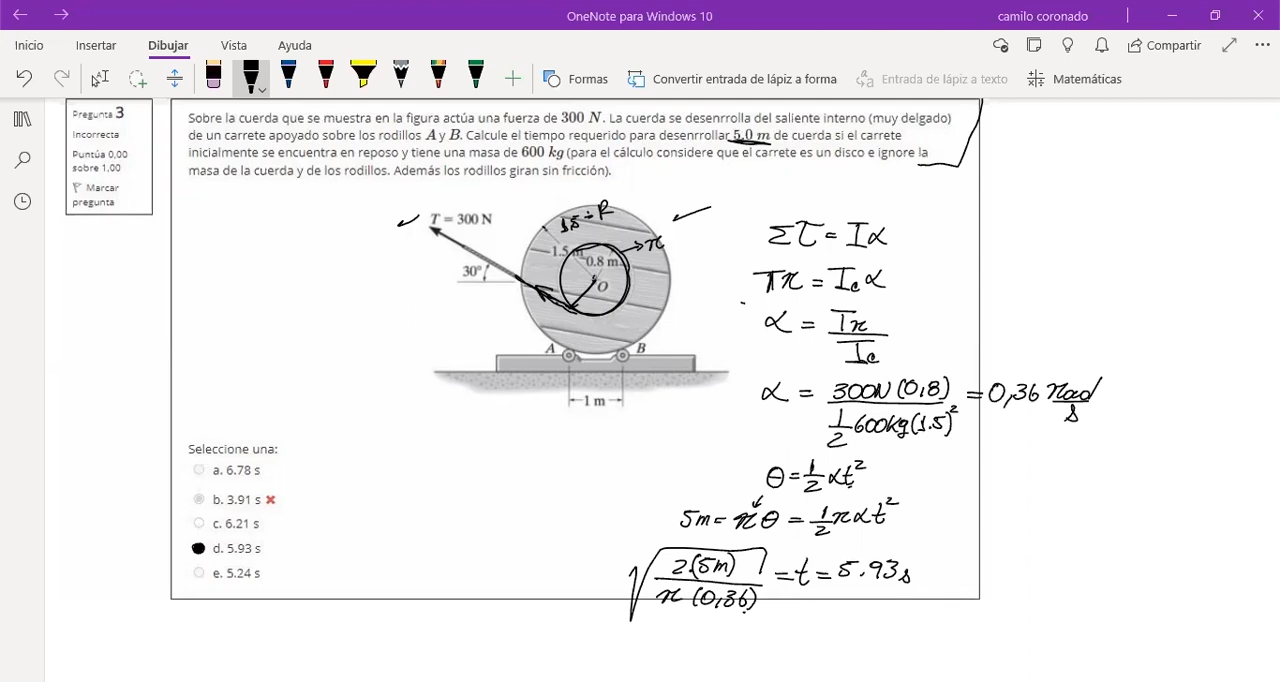 OneNote para Windows 10
camilo coronado
Inicio
Insertar
Dibujar
Vista
Ayuda
Compartir
Formas
Convertir entrada de lápiz a forma
Entrada de lápiz a texto
Matemáticas
Pregunta 3
Incorrecta
Puntúa 0,00
sobre 1,00
Marcar
pregunta
Sobre la cuerda que se muestra en la figura actúa una fuerza de 300 N. La cuerda se desenrrolla del saliente interno (muy delgado)
de un carrete apoyado sobre los rodillos A y B. Calcule el tiempo requerido para desenrrollar 5.0 m de cuerda si el carrete
inicialmente se encuentra en reposo y tiene una masa de 600 kg (para el cálculo considere que el carrete es un disco e ignore la
masa de la cuerda y de los rodillos. Además los rodillos giran sin fricción).
T = 300 N
30°
1.5 = R
1.5 m
0.8 m
r
O
A
B
1 m
Στ = Iα
Tr = Icα
α = Tr / Ic
α = 300N (0,8) / 1/2 600kg (1.5)² = 0,36 rad/s
θ = 1/2 αt²
5m = rθ = 1/2 rαt²
√(2(5m) / r(0,36)) = t = 5.93s
Seleccione una:
a. 6.78 s
b. 3.91 s
c. 6.21 s
d. 5.93 s
e. 5.24 s